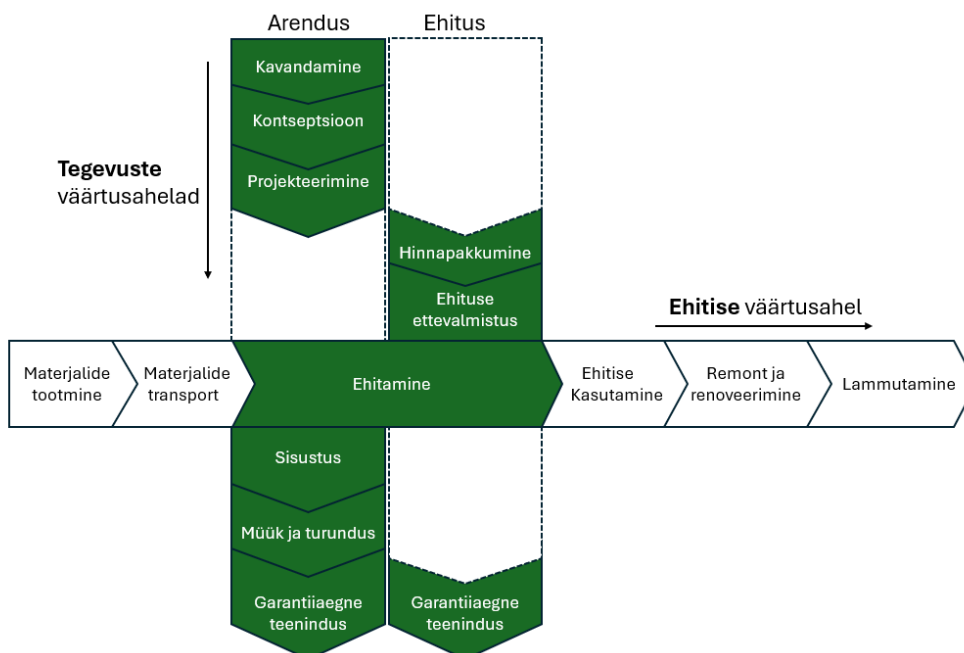 Arendus
Ehitus
Kavandamine
Kontseptsioon
Projekteerimine
Tegevuste
väärtusahelad
Hinnapakkumine
Ehituse
ettevalmistus
Ehitise väärtusahel
Materjalide
tootmine
Materjalide
transport
Ehitamine
Ehitise
Kasutamine
Remont ja
renoveerimine
Lammutamine
Sisustus
Müük ja turundus
Garantiiaegne
teenindus
Garantiiaegne
teenindus